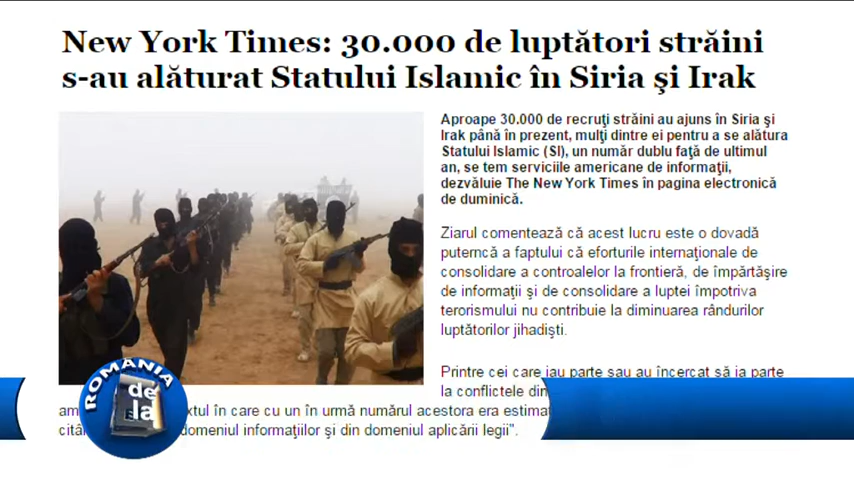 New York Times: 30.000 de luptători străini
s-au alăturat Statului Islamic în Siria şi Irak
Aproape 30.000 de recruţi străini au ajuns în Siria şi
Irak până în prezent, mulţi dintre ei pentru a se alătura
Statului Islamic (SI), un număr dublu faţă de ultimul
an, se tem serviciile americane de informaţii,
dezvăluie The New York Times în pagina electronică
de duminică.
Ziarul comentează că acest lucru este o dovadă
puterncă a faptului că eforturile internaţionale de
consolidare a controalelor la frontieră, de împărtăşire
de informaţii şi de consolidare a luptei împotriva
terorismului nu contribuie la diminuarea rândurilor
luptătorilor jihadişti.
Printre cei care iau parte sau au încercat să ia parte
la conflictele din
în care cu un în urmă numărul acestora era
domeniul informaţiilor şi din domeniul aplicării legii".
ROMANIA
de
la